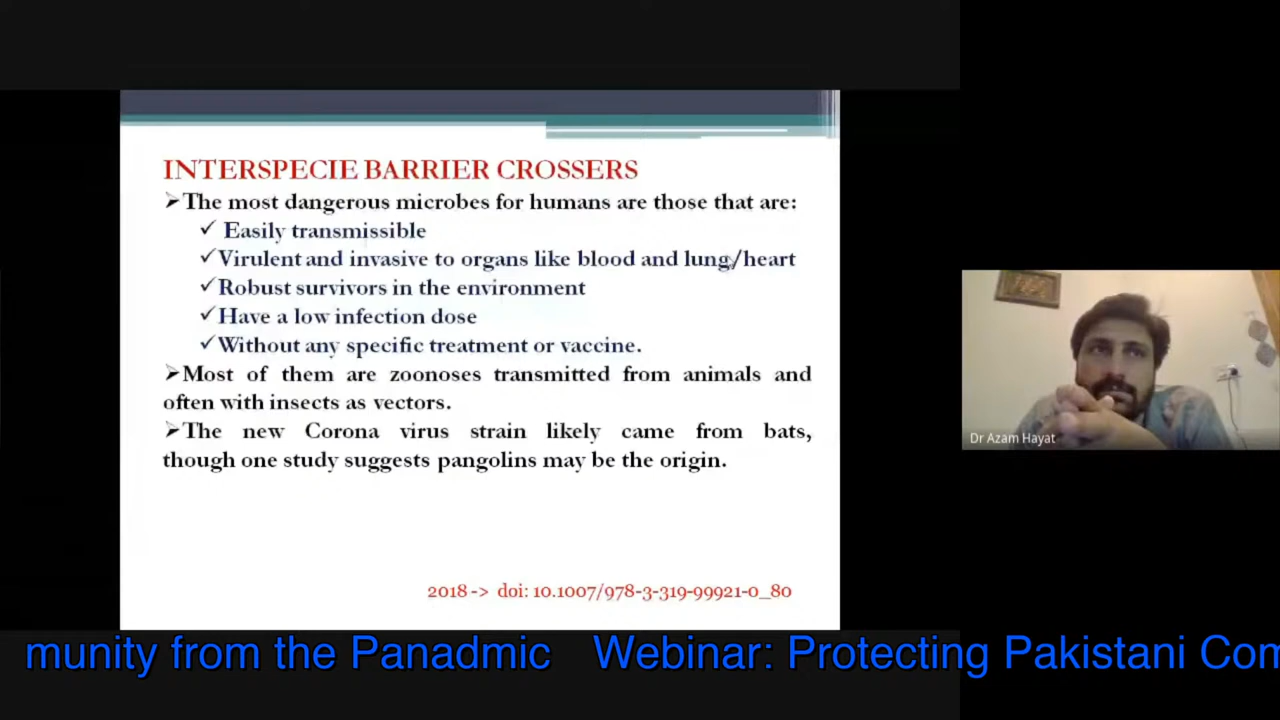 INTERSPECIE BARRIER CROSSERS
➢The most dangerous microbes for humans are those that are:
✓ Easily transmissible
✓Virulent and invasive to organs like blood and lung/heart
✓Robust survivors in the environment
✓Have a low infection dose
✓Without any specific treatment or vaccine.
➢Most of them are zoonoses transmitted from animals and
often with insects as vectors.
➢The new Corona virus strain likely came from bats,
though one study suggests pangolins may be the origin.
2018 -> doi: 10.1007/978-3-319-99921-0_80
Dr Azam Hayat
munity from the Panadmic Webinar: Protecting Pakistani Com